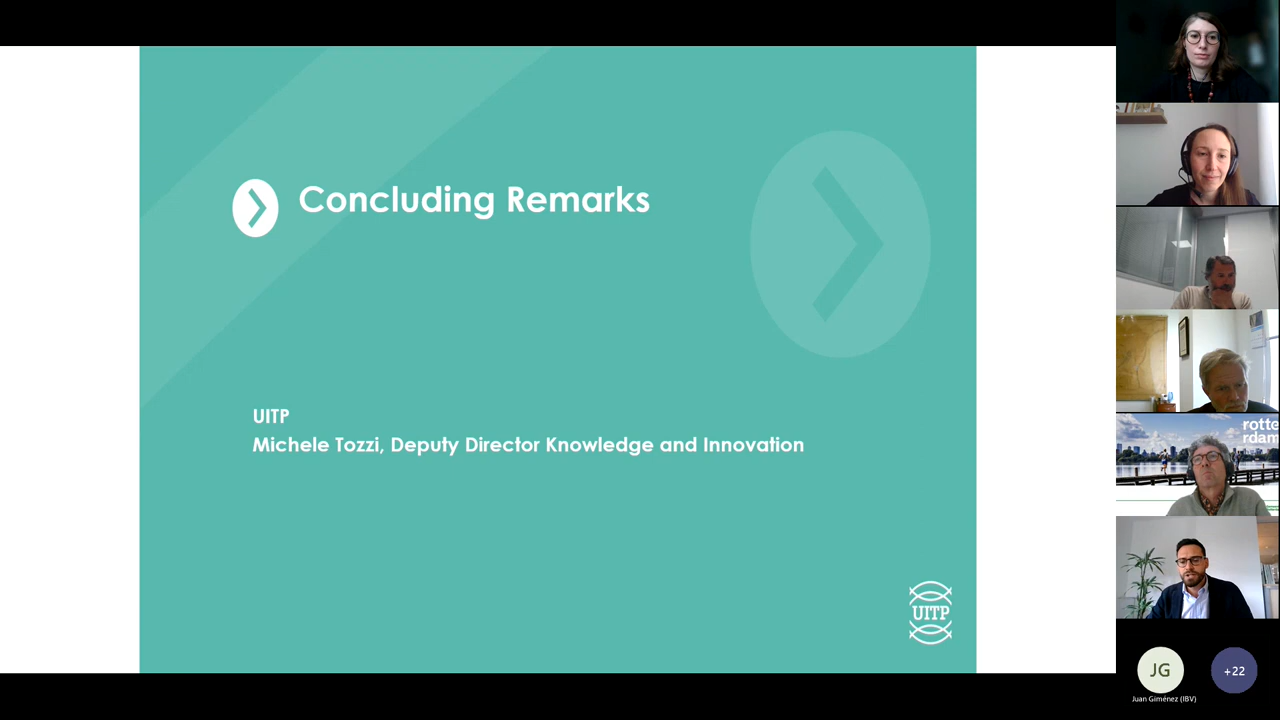 Concluding Remarks
UITP
Michele Tozzi, Deputy Director Knowledge and Innovation
UITP
rotte
rdam
JG
+22
Juan Giménez (IBV)